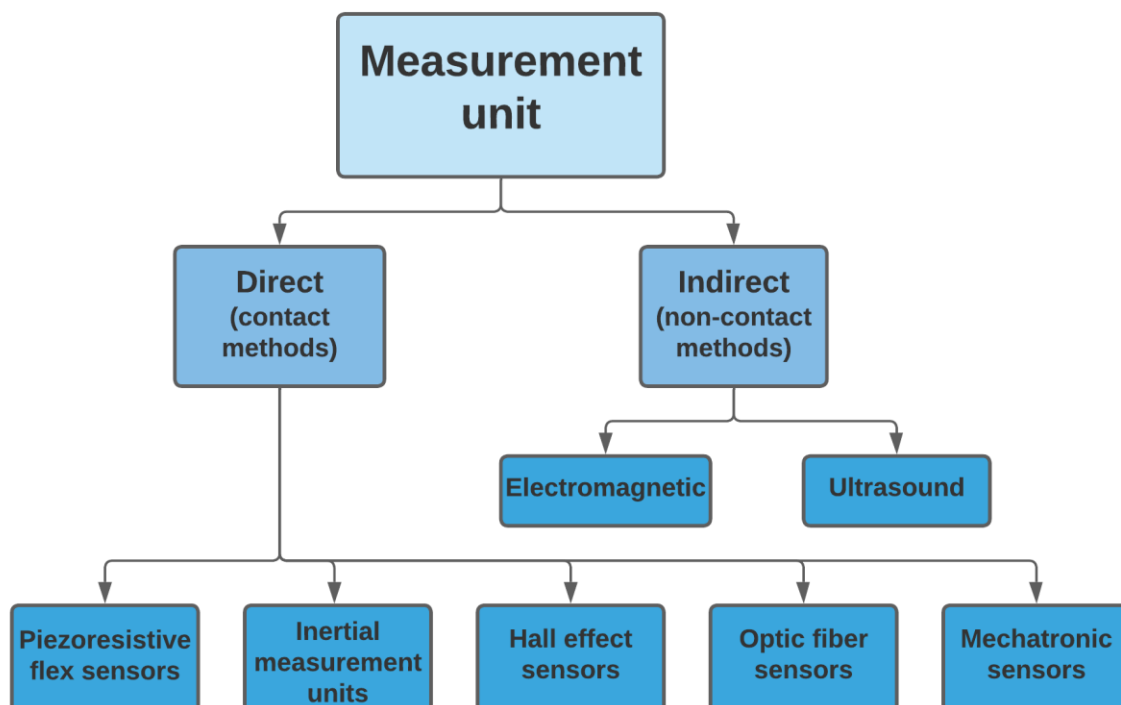 Measurement
unit
Direct
(contact
methods)
Indirect
(non-contact
methods)
Electromagnetic
Ultrasound
Piezoresistive
flex sensors
Inertial
measurement
units
Hall effect
sensors
Optic fiber
sensors
Mechatronic
sensors